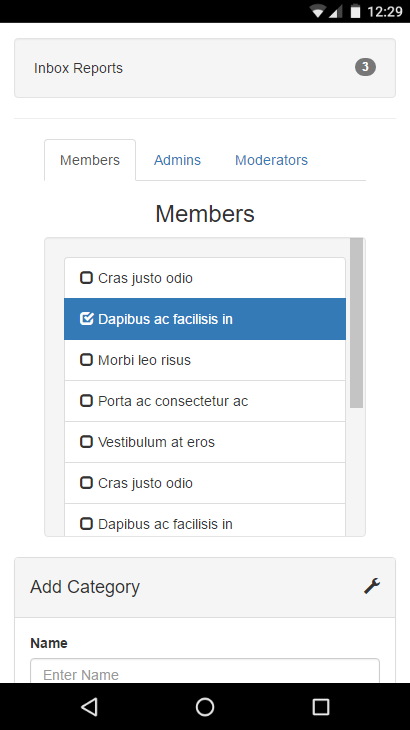 12:29
Inbox Reports 3
Members Admins Moderators
Members
Cras justo odio
Dapibus ac facilisis in
Morbi leo risus
Porta ac consectetur ac
Vestibulum at eros
Cras justo odio
Dapibus ac facilisis in
Add Category
Name
Enter Name